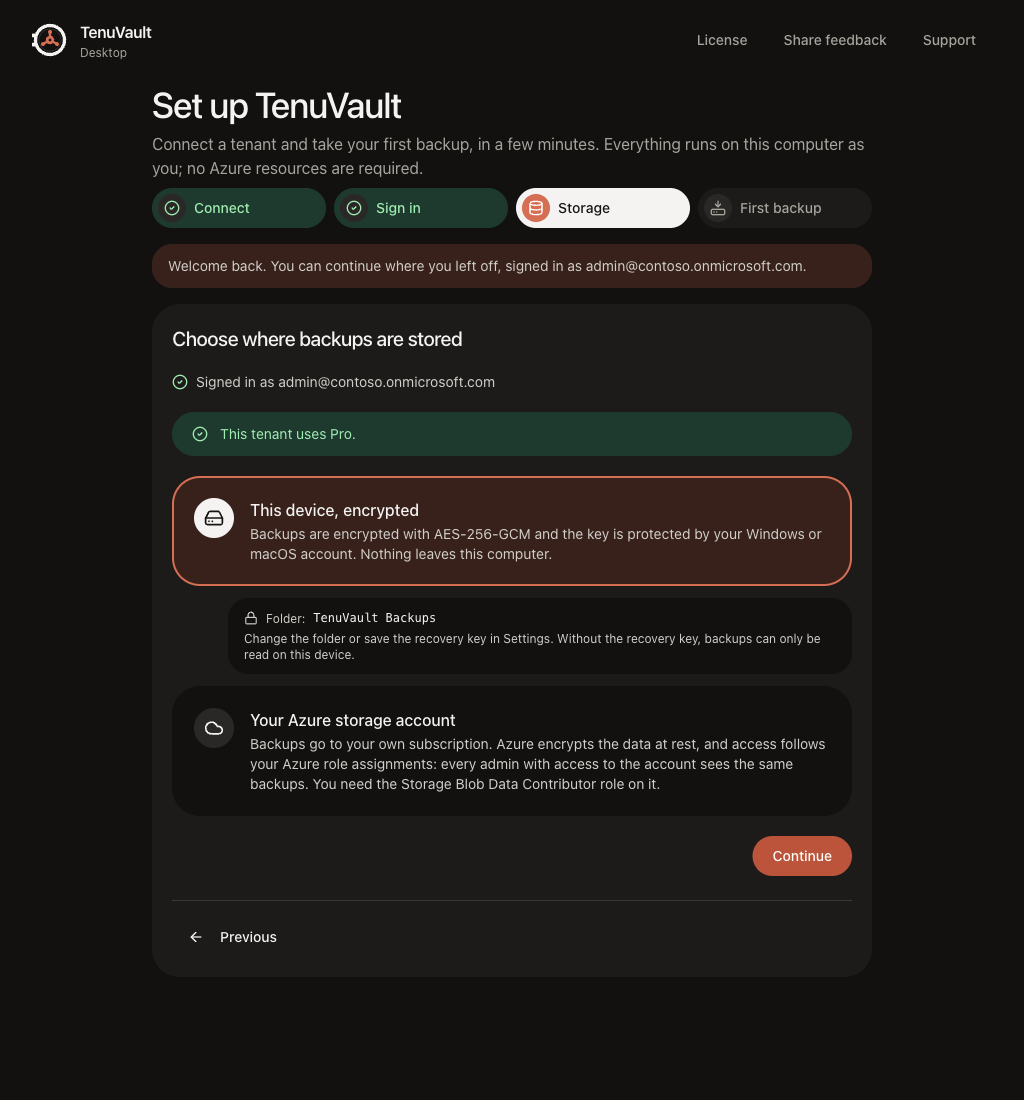 TenuVault
Desktop
License
Share feedback
Support
Set up TenuVault
Connect a tenant and take your first backup, in a few minutes. Everything runs on this computer as
you; no Azure resources are required.
Connect
Sign in
Storage
First backup
Welcome back. You can continue where you left off, signed in as admin@contoso.onmicrosoft.com.
Choose where backups are stored
Signed in as admin@contoso.onmicrosoft.com
This tenant uses Pro.
This device, encrypted
Backups are encrypted with AES-256-GCM and the key is protected by your Windows or
macOS account. Nothing leaves this computer.
Folder: TenuVault Backups
Change the folder or save the recovery key in Settings. Without the recovery key, backups can only be
read on this device.
Your Azure storage account
Backups go to your own subscription. Azure encrypts the data at rest, and access follows
your Azure role assignments: every admin with access to the account sees the same
backups. You need the Storage Blob Data Contributor role on it.
Continue
Previous